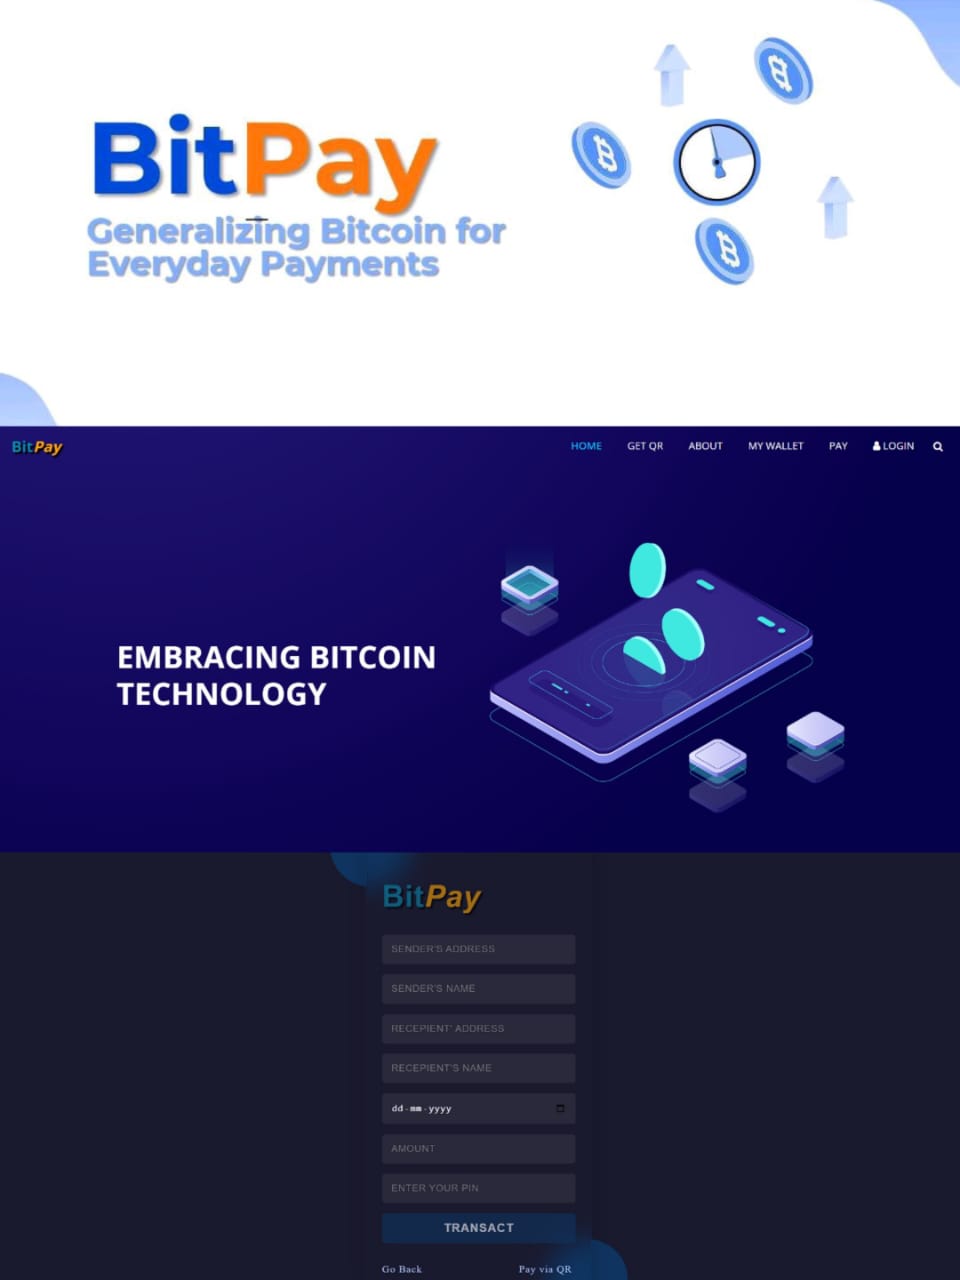 BitPay
Generalizing Bitcoin for
Everyday Payments
BitPay
HOME GET QR ABOUT MY WALLET PAY LOGIN
EMBRACING BITCOIN
TECHNOLOGY
BitPay
SENDER'S ADDRESS
SENDER'S NAME
RECEPIENT' ADDRESS
RECEPIENT'S NAME
dd-mm-yyyy
AMOUNT
ENTER YOUR PIN
TRANSACT
Go Back Pay via QR